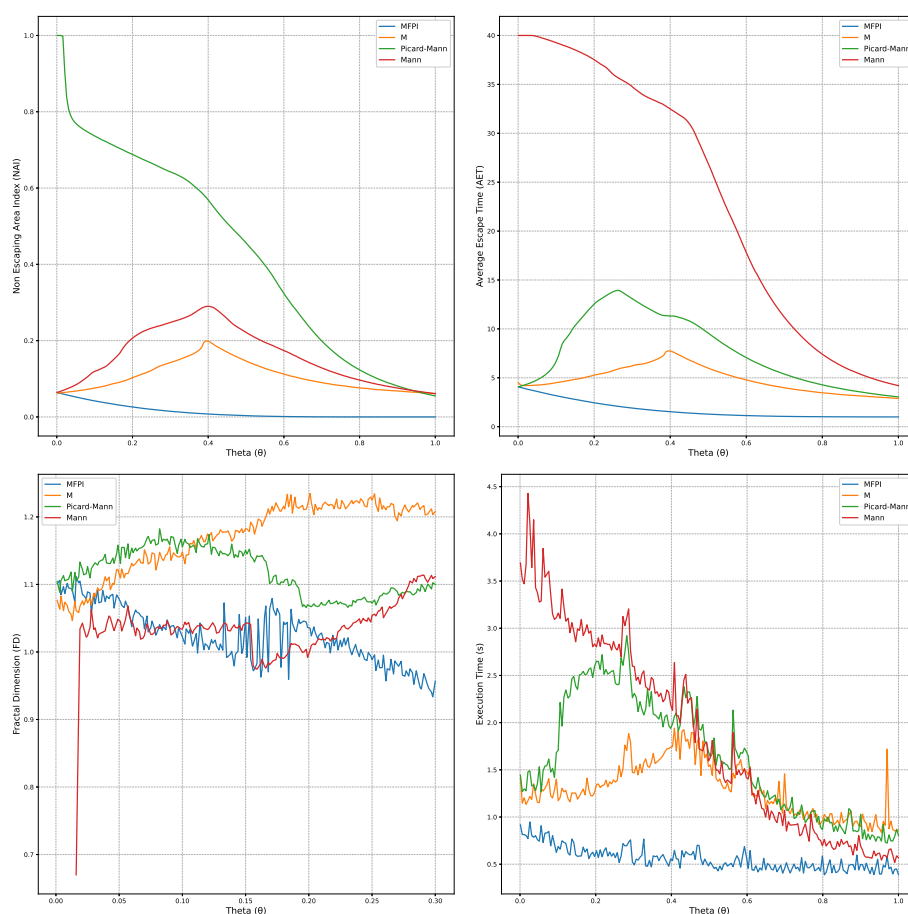 MFPI
M
Picard-Mann
Mann
1.0
0.8
0.6
0.4
0.2
0.0
Non Escaping Area Index (NAI)
0.0 0.2 0.4 0.6 0.8 1.0
Theta (θ)
MFPI
M
Picard-Mann
Mann
40
35
30
25
20
15
10
5
0
Average Escape Time (AET)
0.0 0.2 0.4 0.6 0.8 1.0
Theta (θ)
MFPI
M
Picard-Mann
Mann
1.2
1.1
1.0
0.9
0.8
0.7
Fractal Dimension (FD)
0.00 0.05 0.10 0.15 0.20 0.25 0.30
Theta (θ)
MFPI
M
Picard-Mann
Mann
4.5
4.0
3.5
3.0
2.5
2.0
1.5
1.0
0.5
Execution Time (s)
0.0 0.2 0.4 0.6 0.8 1.0
Theta (θ)